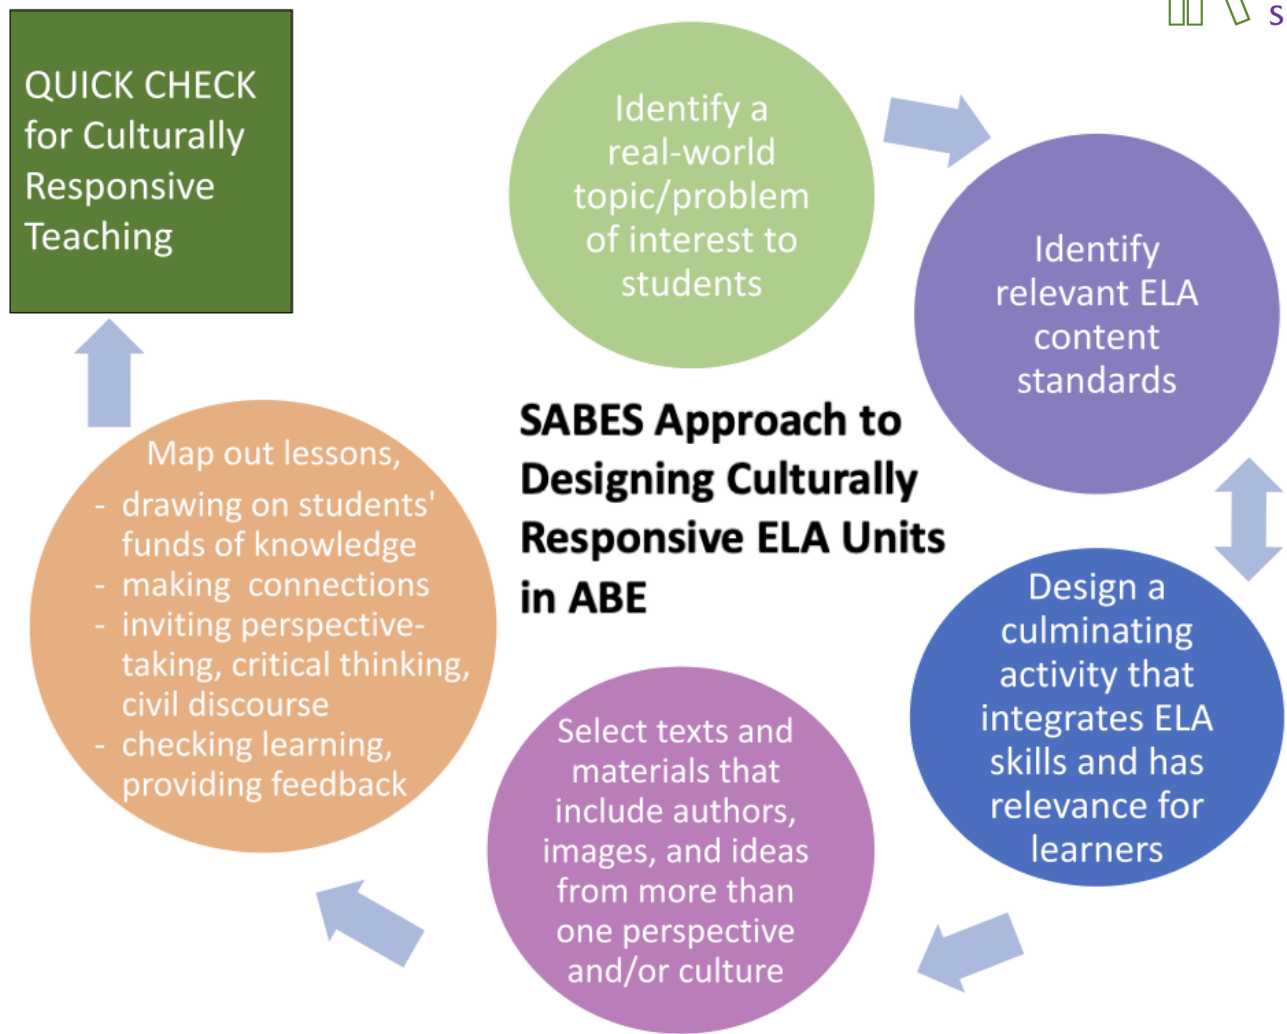 QUICK CHECK
for Culturally
Responsive
Teaching
s
Identify a
real-world
topic/problem
of interest to
students
Identify
relevant ELA
content
standards
SABES Approach to
Designing Culturally
Responsive ELA Units
in ABE
Design a
culminating
activity that
integrates ELA
skills and has
relevance for
learners
Select texts and
materials that
include authors,
images, and ideas
from more than
one perspective
and/or culture
Map out lessons,
- drawing on students'
funds of knowledge
- making connections
- inviting perspective-
taking, critical thinking,
civil discourse
- checking learning,
providing feedback